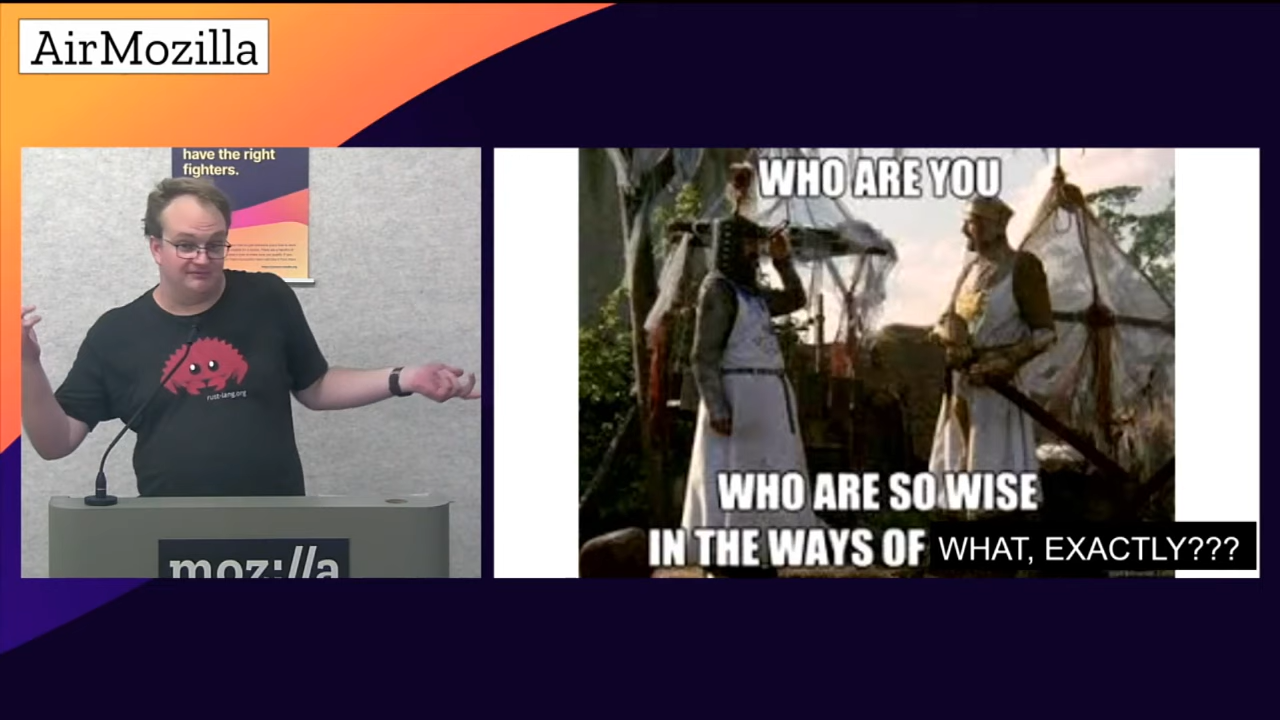 AirMozilla
have the right
fighters.
rust-lang.org
moz://a
WHO ARE YOU
WHO ARE SO WISE
IN THE WAYS OF WHAT, EXACTLY???